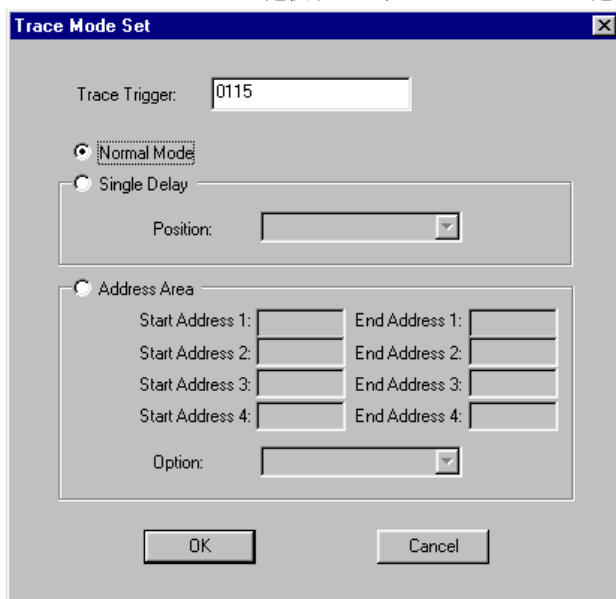 Trace Mode Set
Trace Trigger: 0115
Normal Mode
Single Delay
Position:
Address Area
Start Address 1: End Address 1:
Start Address 2: End Address 2:
Start Address 3: End Address 3:
Start Address 4: End Address 4:
Option:
OK Cancel